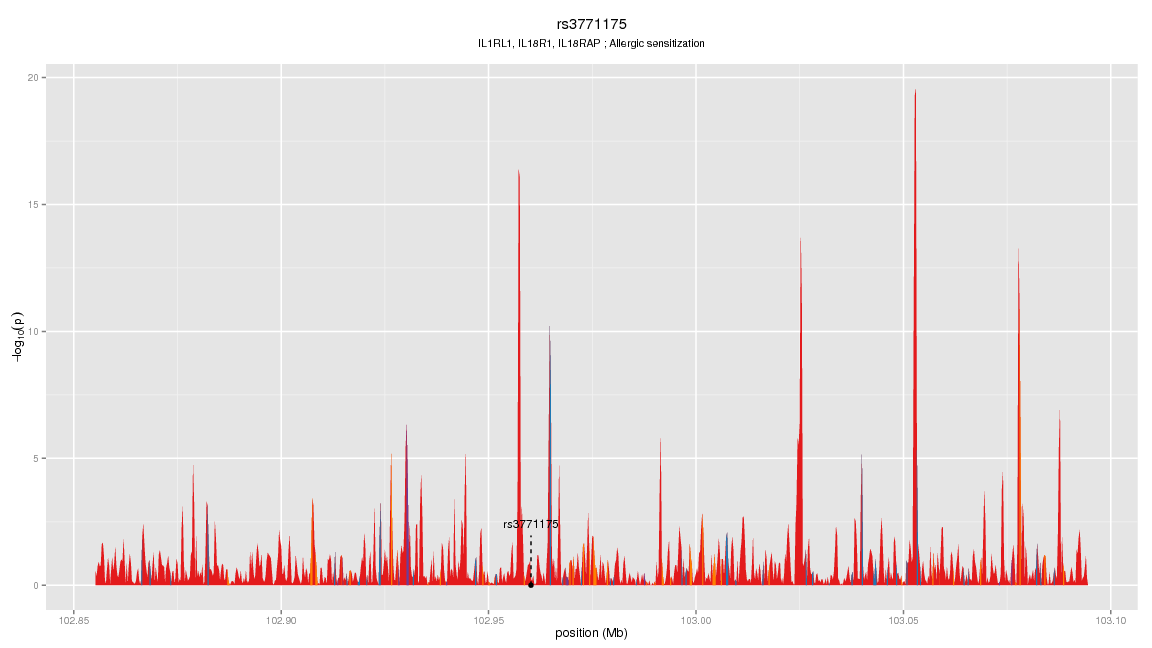 rs3771175
IL1RL1, IL18R1, IL18RAP ; Allergic sensitization
20
15
10
5
0
−log10(p)
rs3771175
102.85 102.90 102.95 103.00 103.05 103.10
position (Mb)